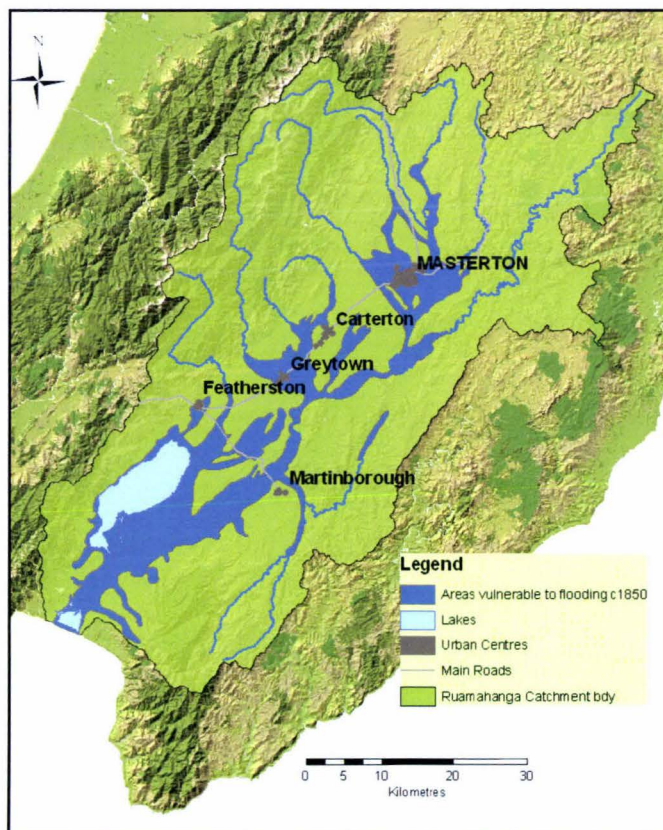 N
MASTERTON
Carterton
Greytown
Featherston
Martinborough
Legend
Areas vulnerable to flooding c1850
Lakes
Urban Centres
Main Roads
Ruamahanga Catchment bdy
0 5 10 20 30
Kilometres